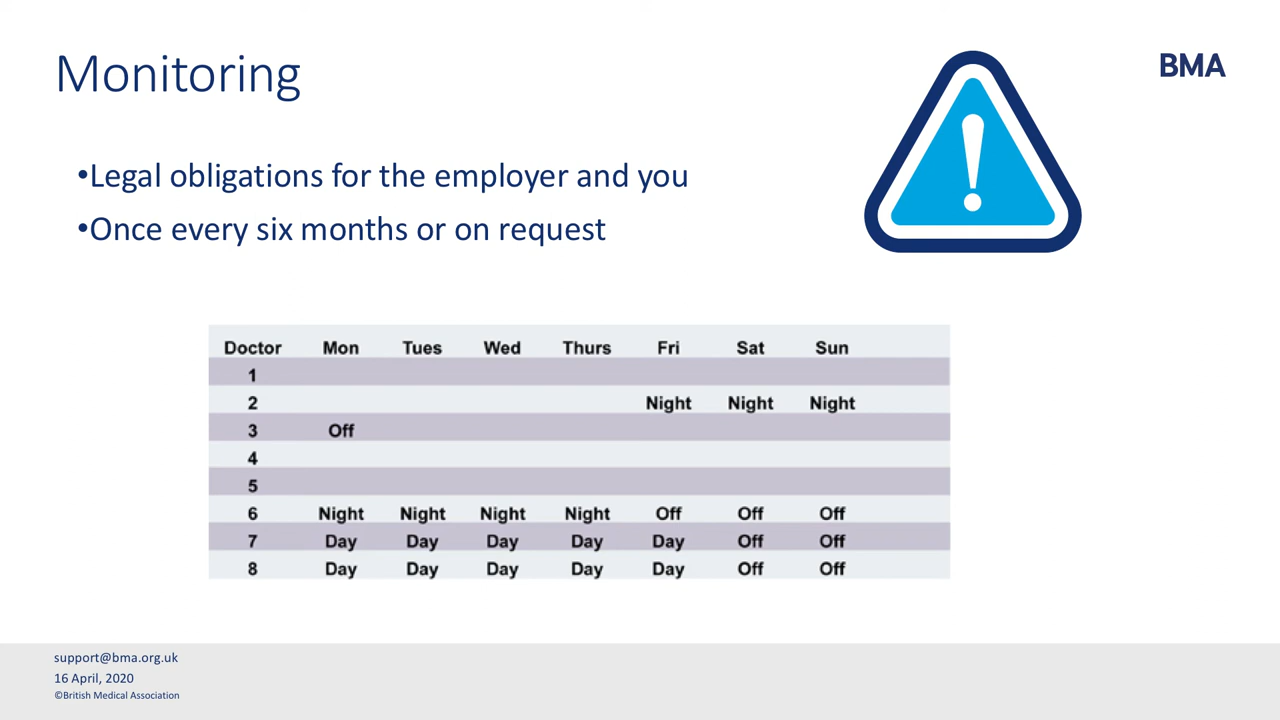 Monitoring
BMA
•Legal obligations for the employer and you
•Once every six months or on request
Doctor Mon Tues Wed Thurs Fri Sat Sun
1
2 Night Night Night
3 Off
4
5
6 Night Night Night Night Off Off Off
7 Day Day Day Day Day Off Off
8 Day Day Day Day Day Off Off
support@bma.org.uk
16 April, 2020
©British Medical Association